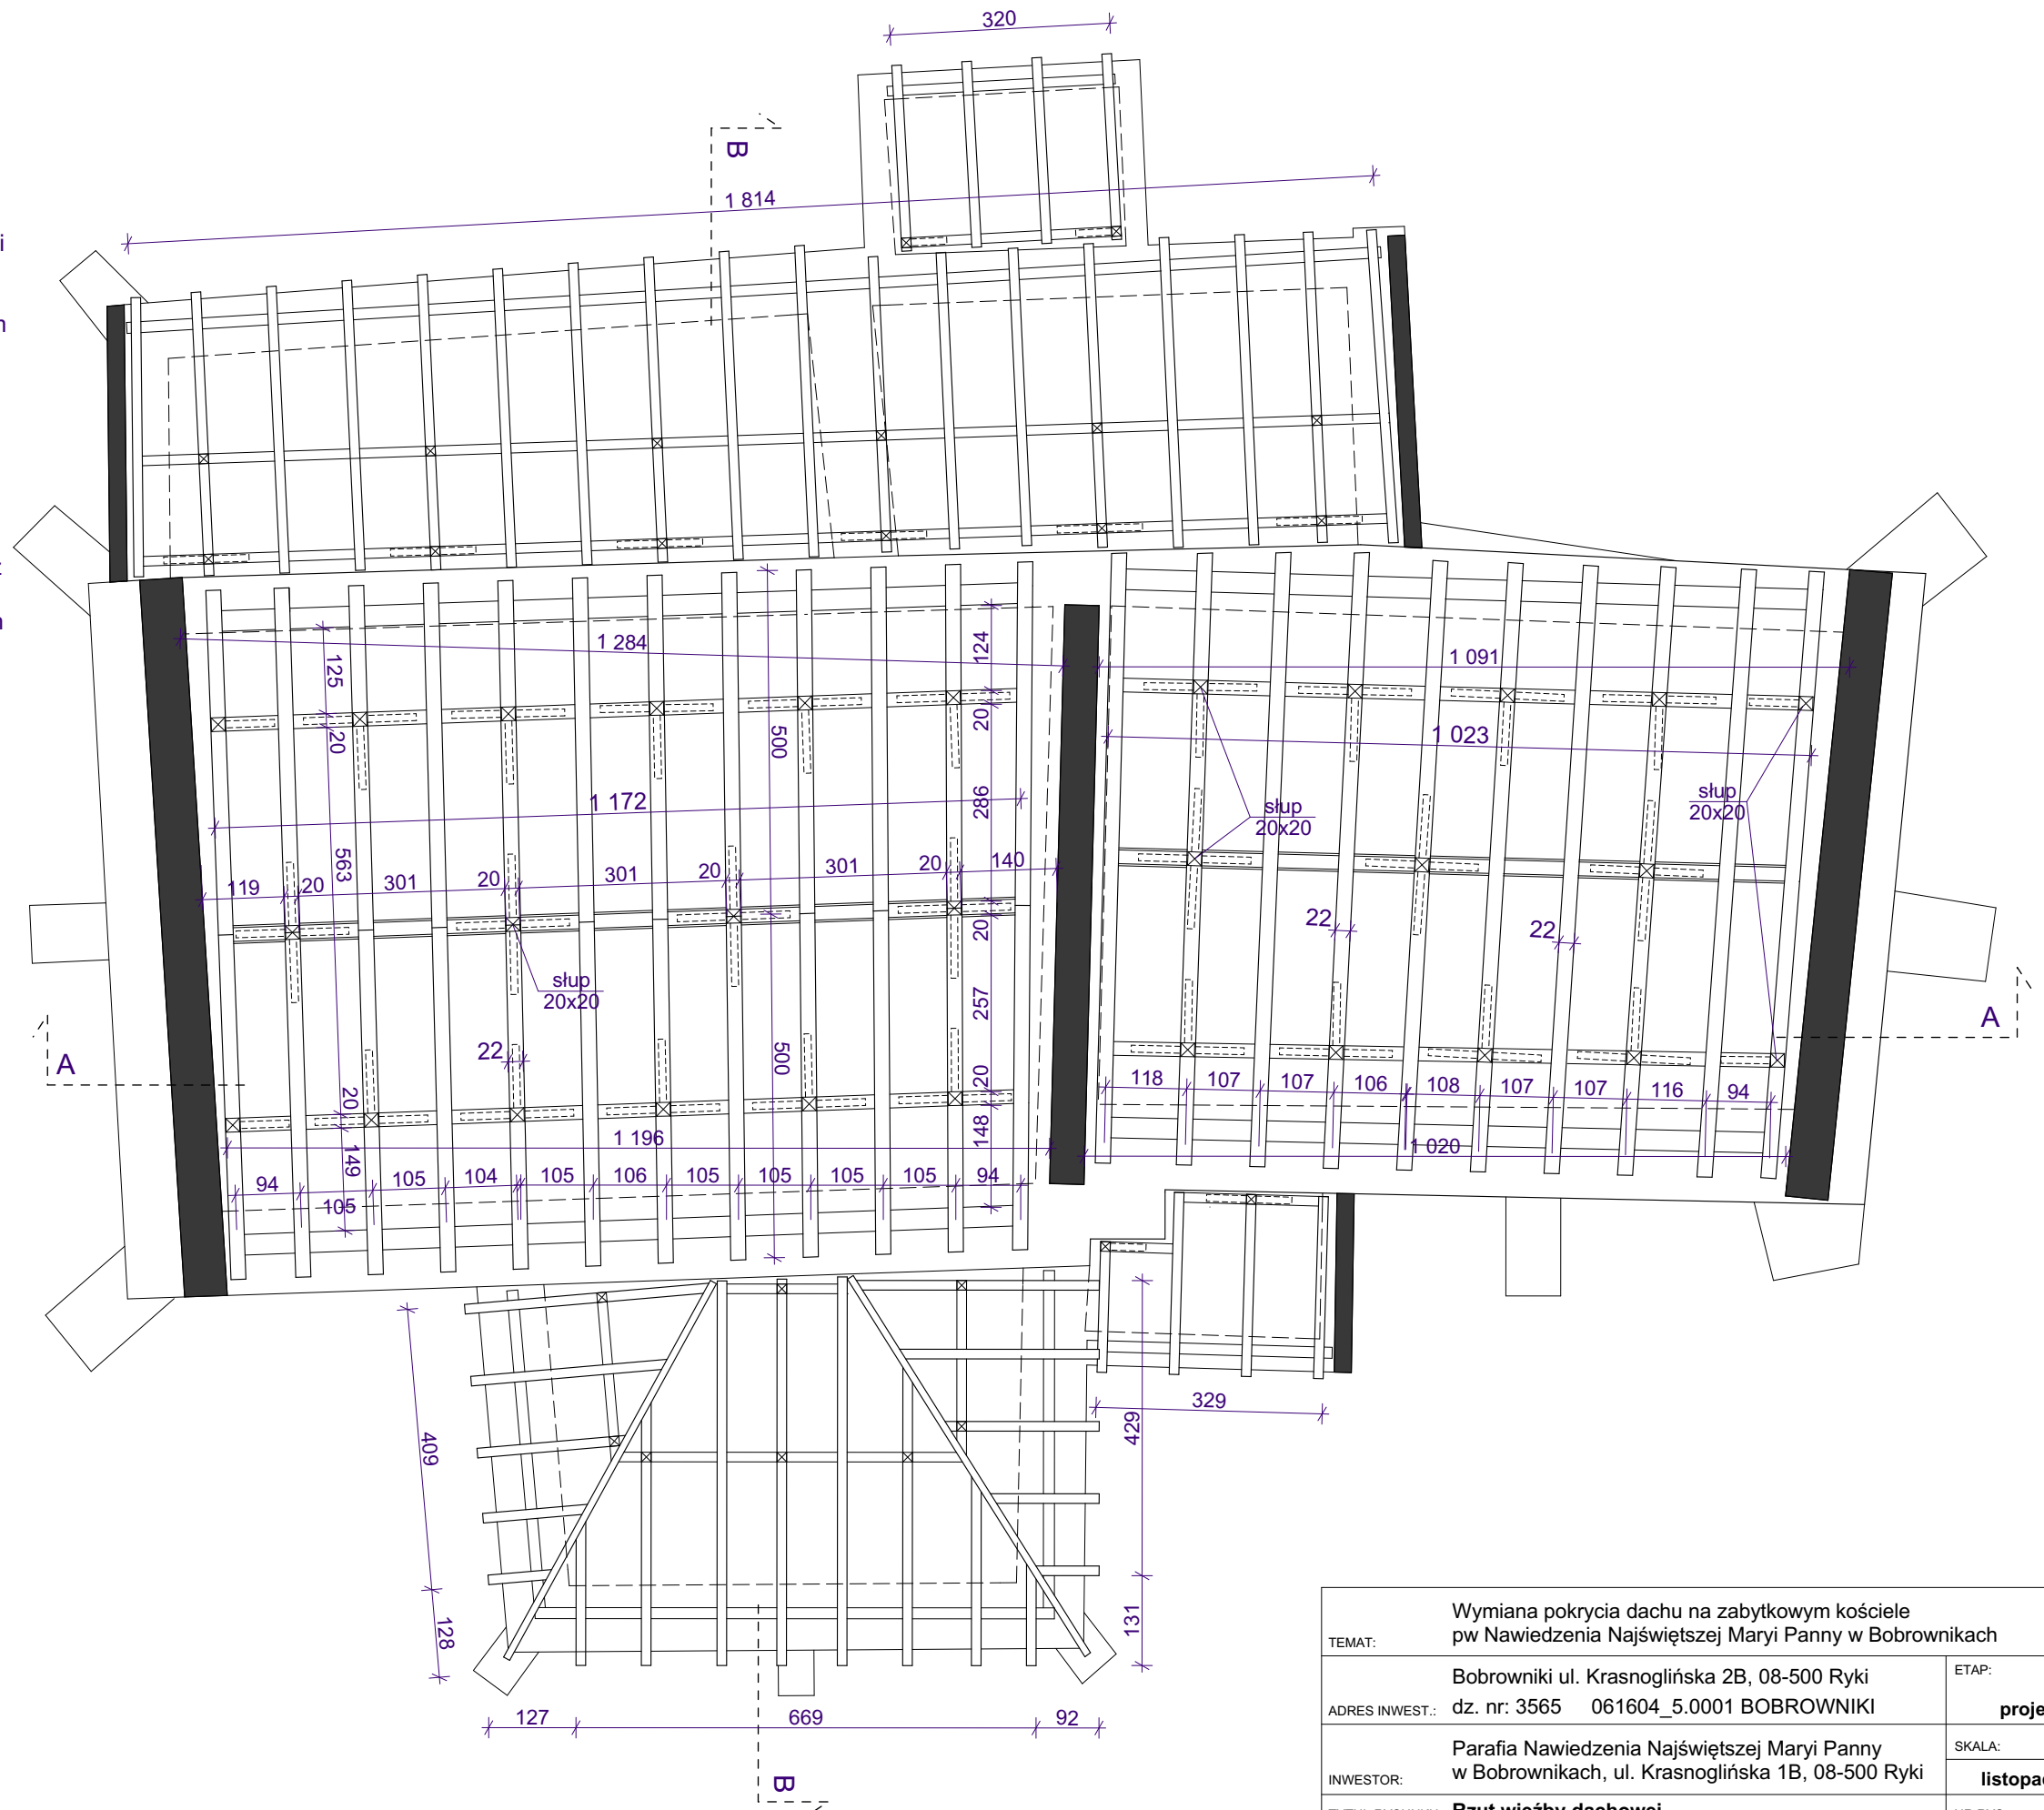 320
B
1 814
i
n
z
n
1 284
124
1 091
125
20
20
500
1 023
1 172
286
słup
20x20
słup
20x20
563
119
20
301
20
301
20
301
20
140
20
22
22
słup
20x20
257
A
A
22
500
20
20
118
107
107
106
108
107
107
116
94
149
1 196
148
1 020
94
105
105
104
105
106
105
105
105
105
94
409
429
329
128
131
127
669
92
B
TEMAT:
Wymiana pokrycia dachu na zabytkowym kościele
pw Nawiedzenia Najświętszej Maryi Panny w Bobrownikach
ADRES INWEST.:
Bobrowniki ul. Krasnoglińska 2B, 08-500 Ryki
dz. nr: 3565 061604_5.0001 BOBROWNIKI
ETAP:
proje
INWESTOR:
Parafia Nawiedzenia Najświętszej Maryi Panny
w Bobrownikach, ul. Krasnoglińska 1B, 08-500 Ryki
SKALA:
listopad
Rzut więźby dachowej